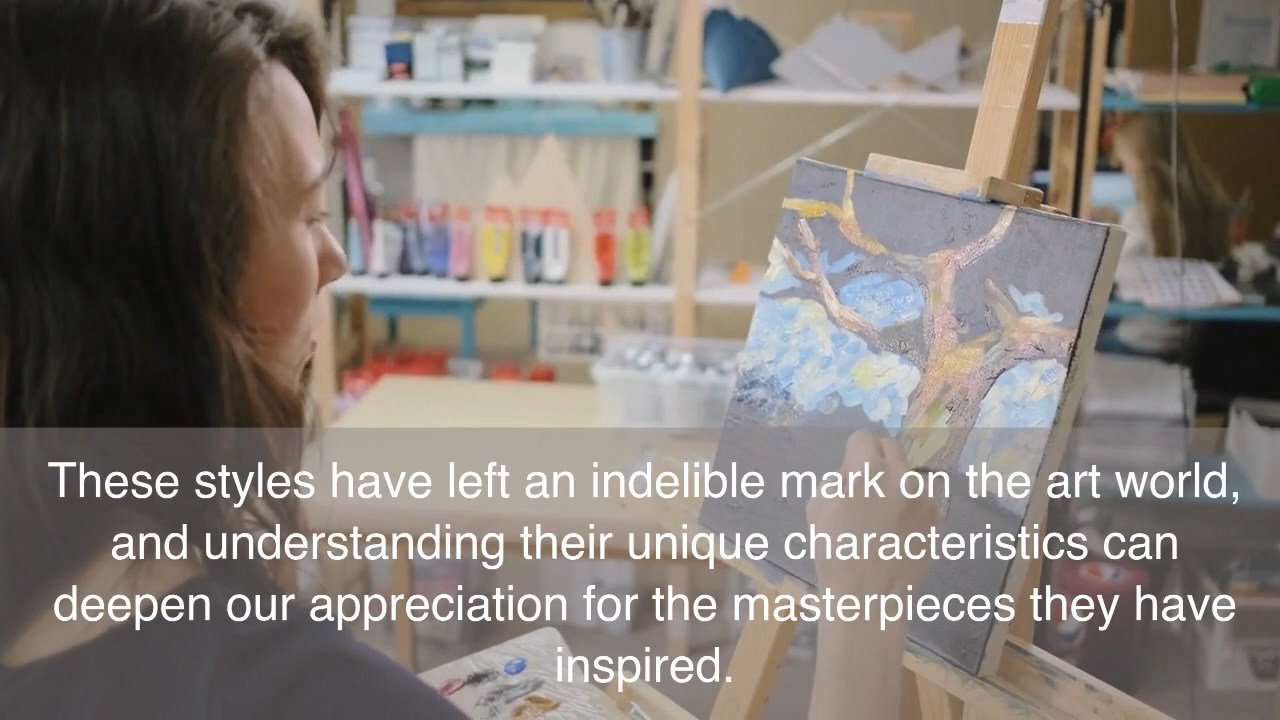 These styles have left an indelible mark on the art world,
and understanding their unique characteristics can
deepen our appreciation for the masterpieces they have
inspired.